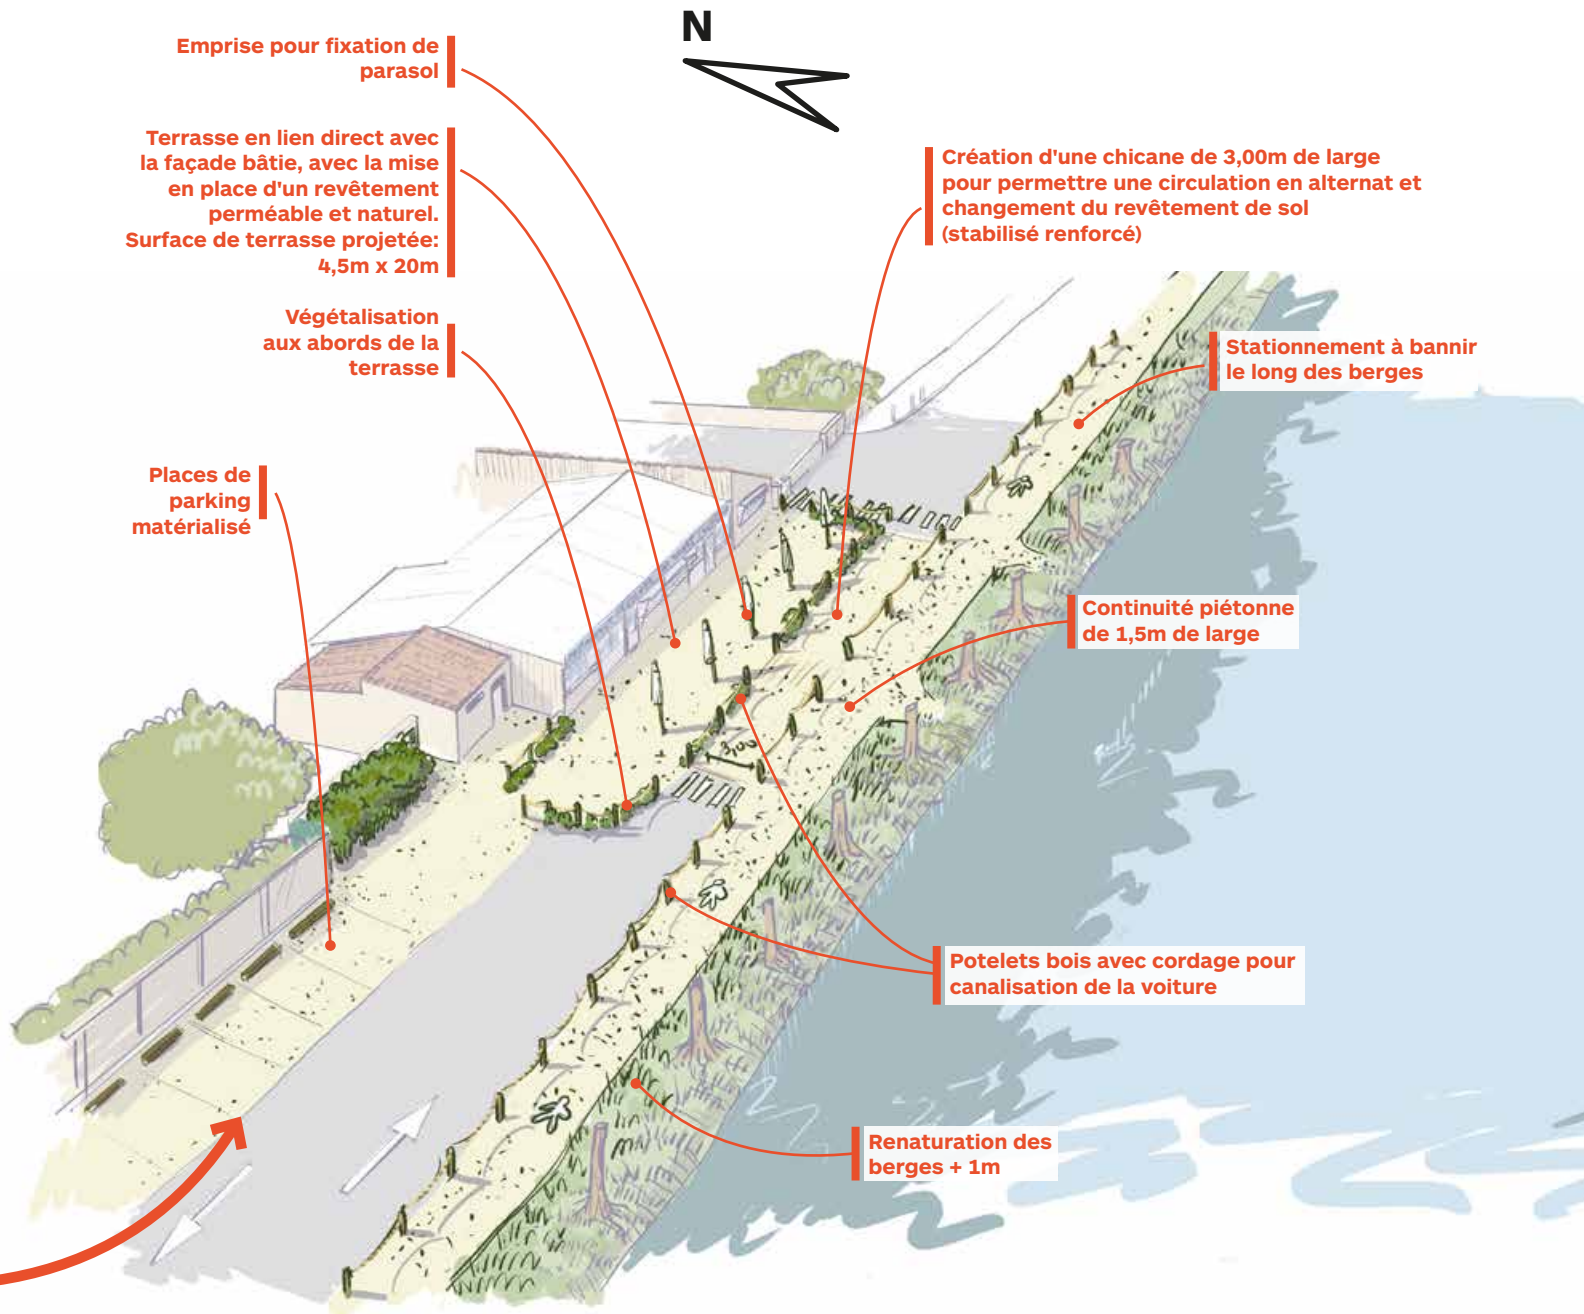 N
Emprise pour fixation de
parasol
Terrasse en lien direct avec
la façade bâtie, avec la mise
en place d'un revêtement
perméable et naturel.
Surface de terrasse projetée:
4,5m x 20m
Création d'une chicane de 3,00m de large
pour permettre une circulation en alternat et
changement du revêtement de sol
(stabilisé renforcé)
Végétalisation
aux abords de la
terrasse
Stationnement à bannir
le long des berges
Places de
parking
matérialisé
Continuité piétonne
de 1,5m de large
3,00
Potelets bois avec cordage pour
canalisation de la voiture
Renaturation des
berges + 1m